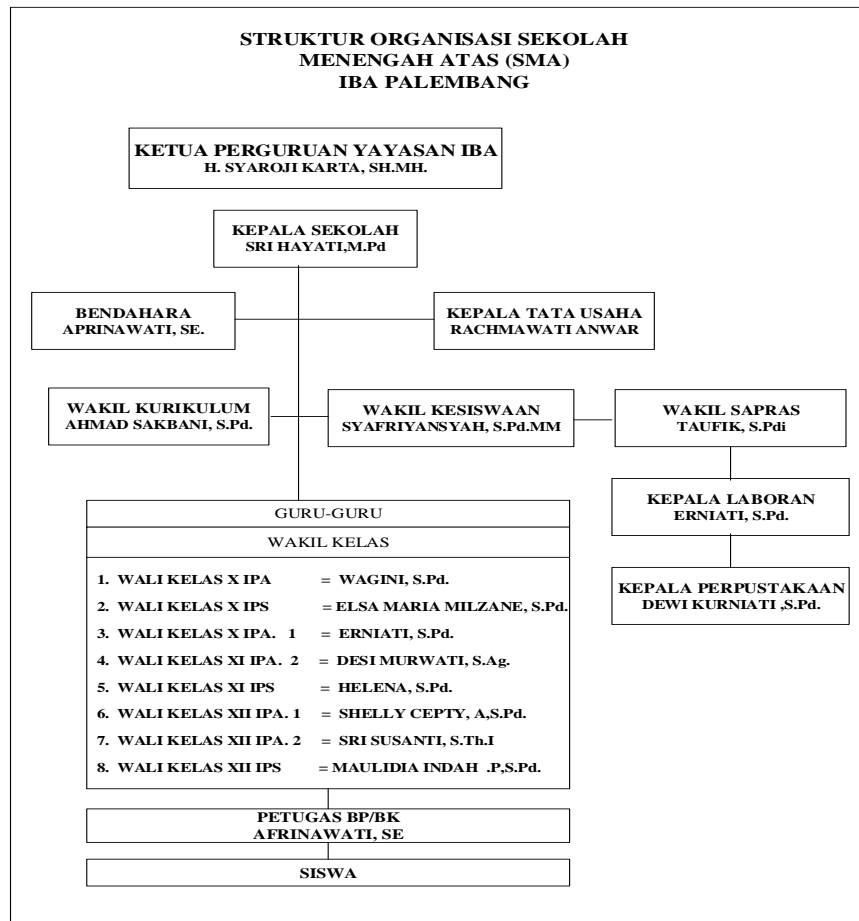 STRUKTUR ORGANISASI SEKOLAH
MENENGAH ATAS (SMA)
IBA PALEMBANG
KETUA PERGURUAN YAYASAN IBA
H. SYAROJI KARTA, SH.MH.
KEPALA SEKOLAH
SRI HAYATI,M.Pd
BENDAHARA
APRINAWATI, SE.
KEPALA TATA USAHA
RACHMAWATI ANWAR
WAKIL KURIKULUM
AHMAD SAKBANI, S.Pd.
WAKIL KESISWAAN
SYAFRIYANSYAH, S.Pd.MM
WAKIL SAPRAS
TAUFIK, S.Pdi
KEPALA LABORAN
ERNIATI, S.Pd.
KEPALA PERPUSTAKAAN
DEWI KURNIATI ,S.Pd.
GURU-GURU
WAKIL KELAS
1. WALI KELAS X IPA = WAGINI, S.Pd.
2. WALI KELAS X IPS = ELSA MARIA MILZANE, S.Pd.
3. WALI KELAS X IPA. 1 = ERNIATI, S.Pd.
4. WALI KELAS XI IPA. 2 = DESI MURWATI, S.Ag.
5. WALI KELAS XI IPS = HELENA, S.Pd.
6. WALI KELAS XII IPA. 1 = SHELLY CEPTY, A,S.Pd.
7. WALI KELAS XII IPA. 2 = SRI SUSANTI, S.Th.I
8. WALI KELAS XII IPS = MAULIDIA INDAH .P,S.Pd.
PETUGAS BP/BK
AFRINAWATI, SE
SISWA